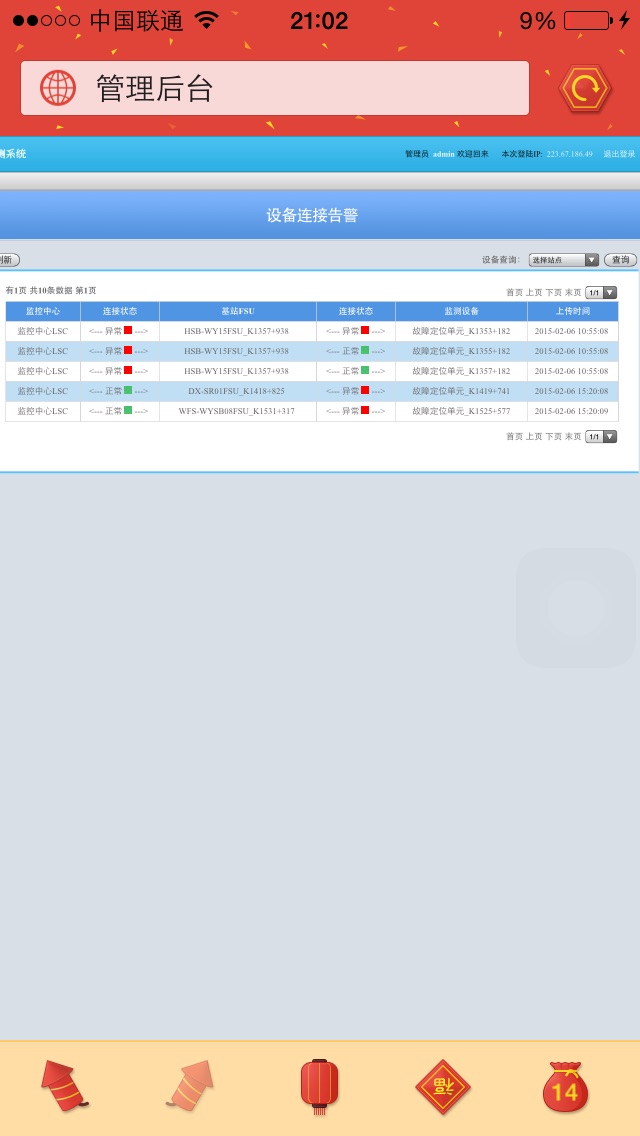 中国联通 21:02 9%
管理后台
测系统 管理员 admin 欢迎回来 本次登陆IP: 223.67.186.49 退出登录
设备连接告警
刷新 设备查询: 选择站点 查询
有1页 共10条数据 第1页 首页 上页 下页 末页 1/1
监控中心 连接状态 基站FSU 连接状态 监测设备 上传时间
监控中心LSC <--- 异常 ---> HSB-WY15FSU_K1357+938 <--- 异常 ---> 故障定位单元_K1353+182 2015-02-06 10:55:08
监控中心LSC <--- 异常 ---> HSB-WY15FSU_K1357+938 <--- 正常 ---> 故障定位单元_K1355+182 2015-02-06 10:55:08
监控中心LSC <--- 异常 ---> HSB-WY15FSU_K1357+938 <--- 正常 ---> 故障定位单元_K1357+182 2015-02-06 10:55:08
监控中心LSC <--- 正常 ---> DX-SR01FSU_K1418+825 <--- 异常 ---> 故障定位单元_K1419+741 2015-02-06 15:20:08
监控中心LSC <--- 正常 ---> WFS-WYSB08FSU_K1531+317 <--- 异常 ---> 故障定位单元_K1525+577 2015-02-06 15:20:09
首页 上页 下页 末页 1/1
福 14